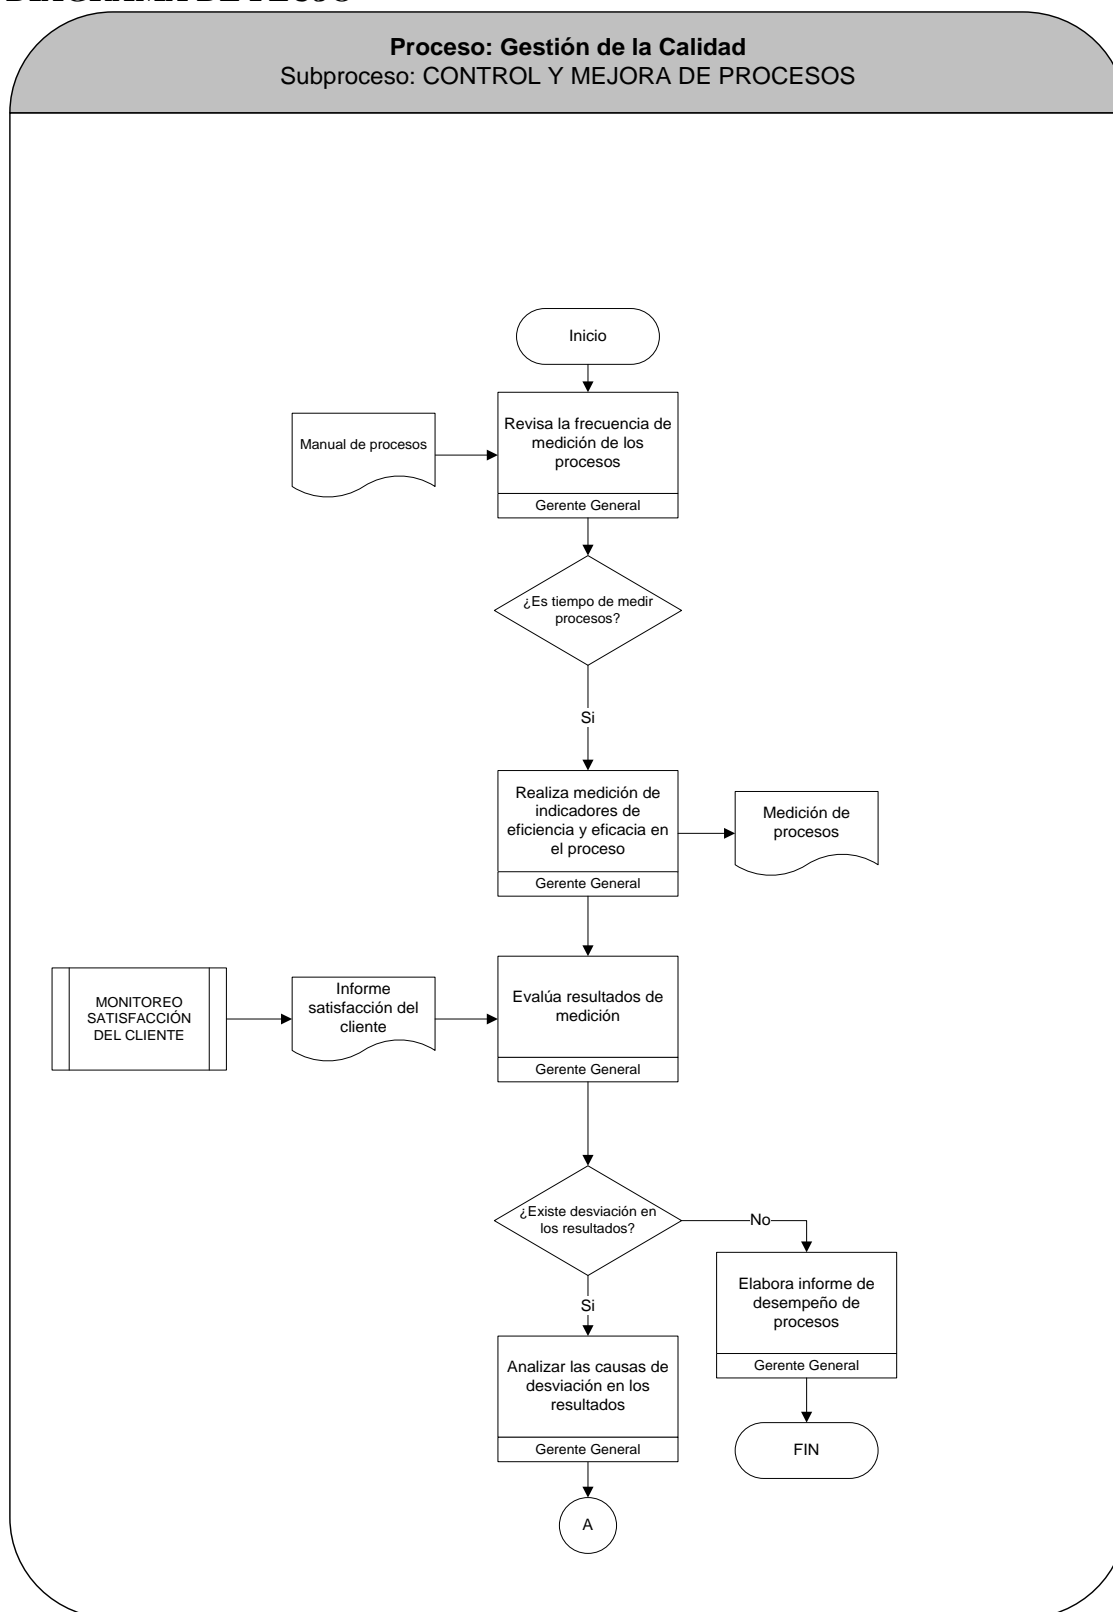 DIAGRAMA DE FLUJO
Proceso: Gestión de la Calidad
Subproceso: CONTROL Y MEJORA DE PROCESOS
Inicio
Manual de procesos
Revisa la frecuencia de
medición de los
procesos
Gerente General
¿Es tiempo de medir
procesos?
Si
Realiza medición de
indicadores de
eficiencia y eficacia en
el proceso
Gerente General
Medición de
procesos
MONITOREO
SATISFACCIÓN
DEL CLIENTE
Informe
satisfacción del
cliente
Evalúa resultados de
medición
Gerente General
¿Existe desviación en
los resultados?
No
Si
Elabora informe de
desempeño de
procesos
Gerente General
Analizar las causas de
desviación en los
resultados
Gerente General
FIN
A